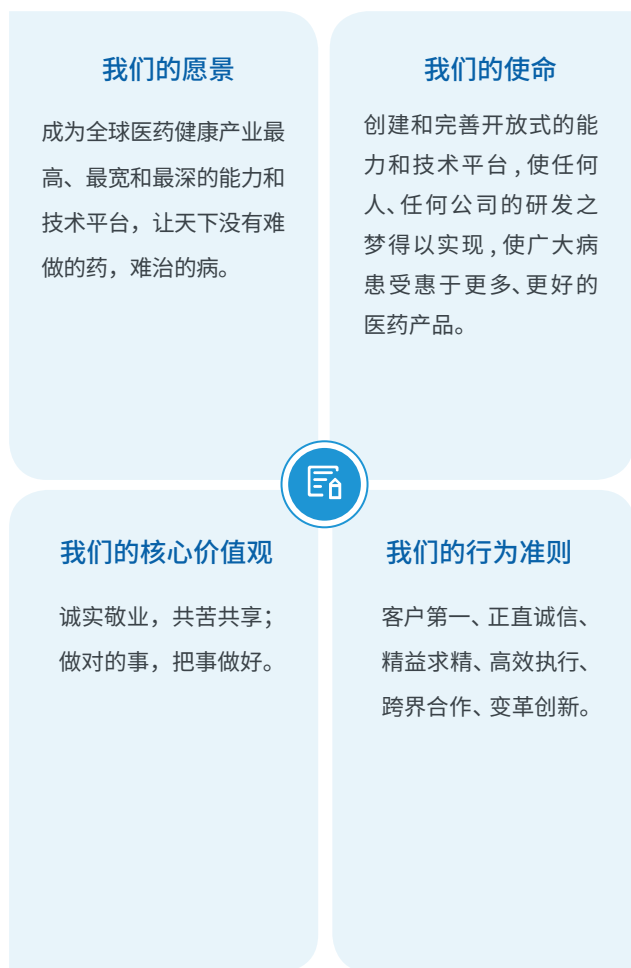 我们的愿景
成为全球医药健康产业最
高、最宽和最深的能力和
技术平台，让天下没有难
做的药，难治的病。
我们的使命
创建和完善开放式的能
力和技术平台，使任何
人、任何公司的研发之
梦得以实现，使广大病
患受惠于更多、更好的
医药产品。
我们的核心价值观
诚实敬业，共苦共享；
做对的事，把事做好。
我们的行为准则
客户第一、正直诚信、
精益求精、高效执行、
跨界合作、变革创新。